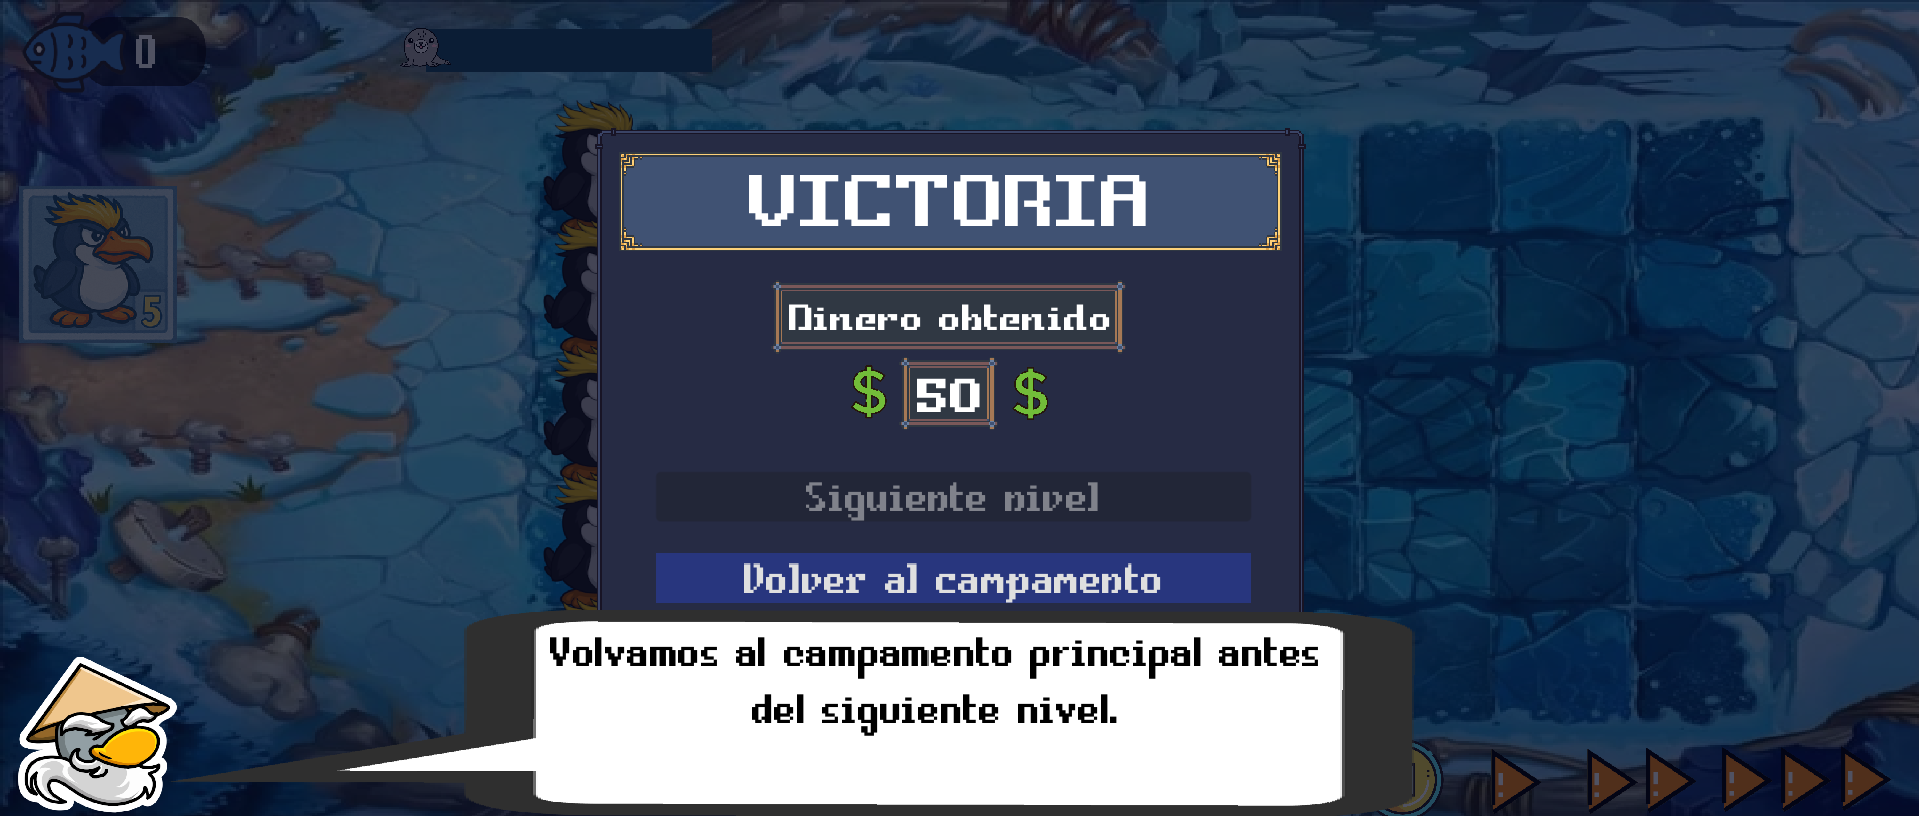 0
5
VICTORIA
Dinero obtenido
$ 50 $
Siguiente nivel
Volver al campamento
Volvamos al campamento principal antes
del siguiente nivel.